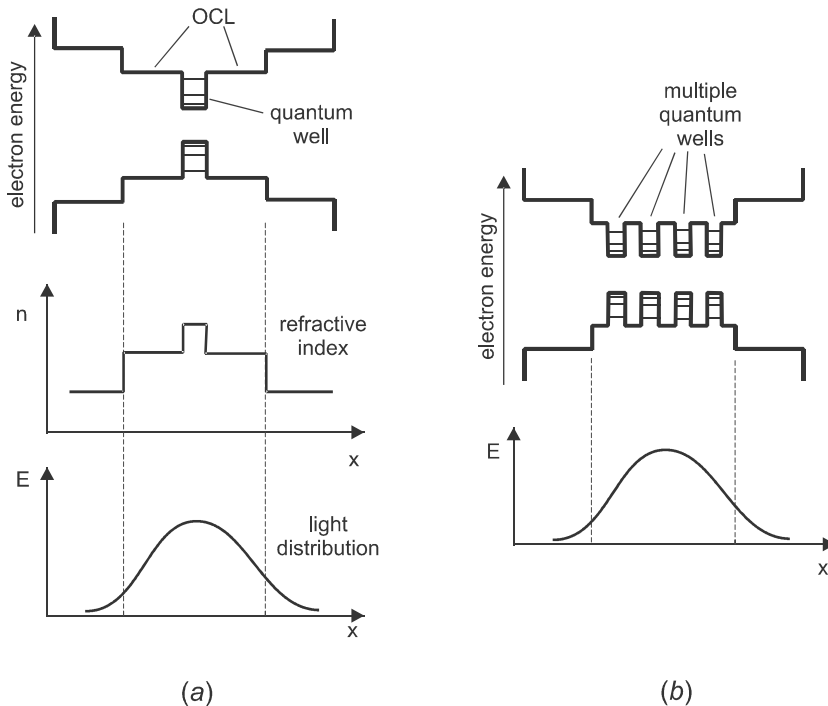 OCL
electron energy
quantum
well
n
refractive
index
x
E
light
distribution
x
(a)
multiple
quantum
wells
electron energy
E
x
(b)